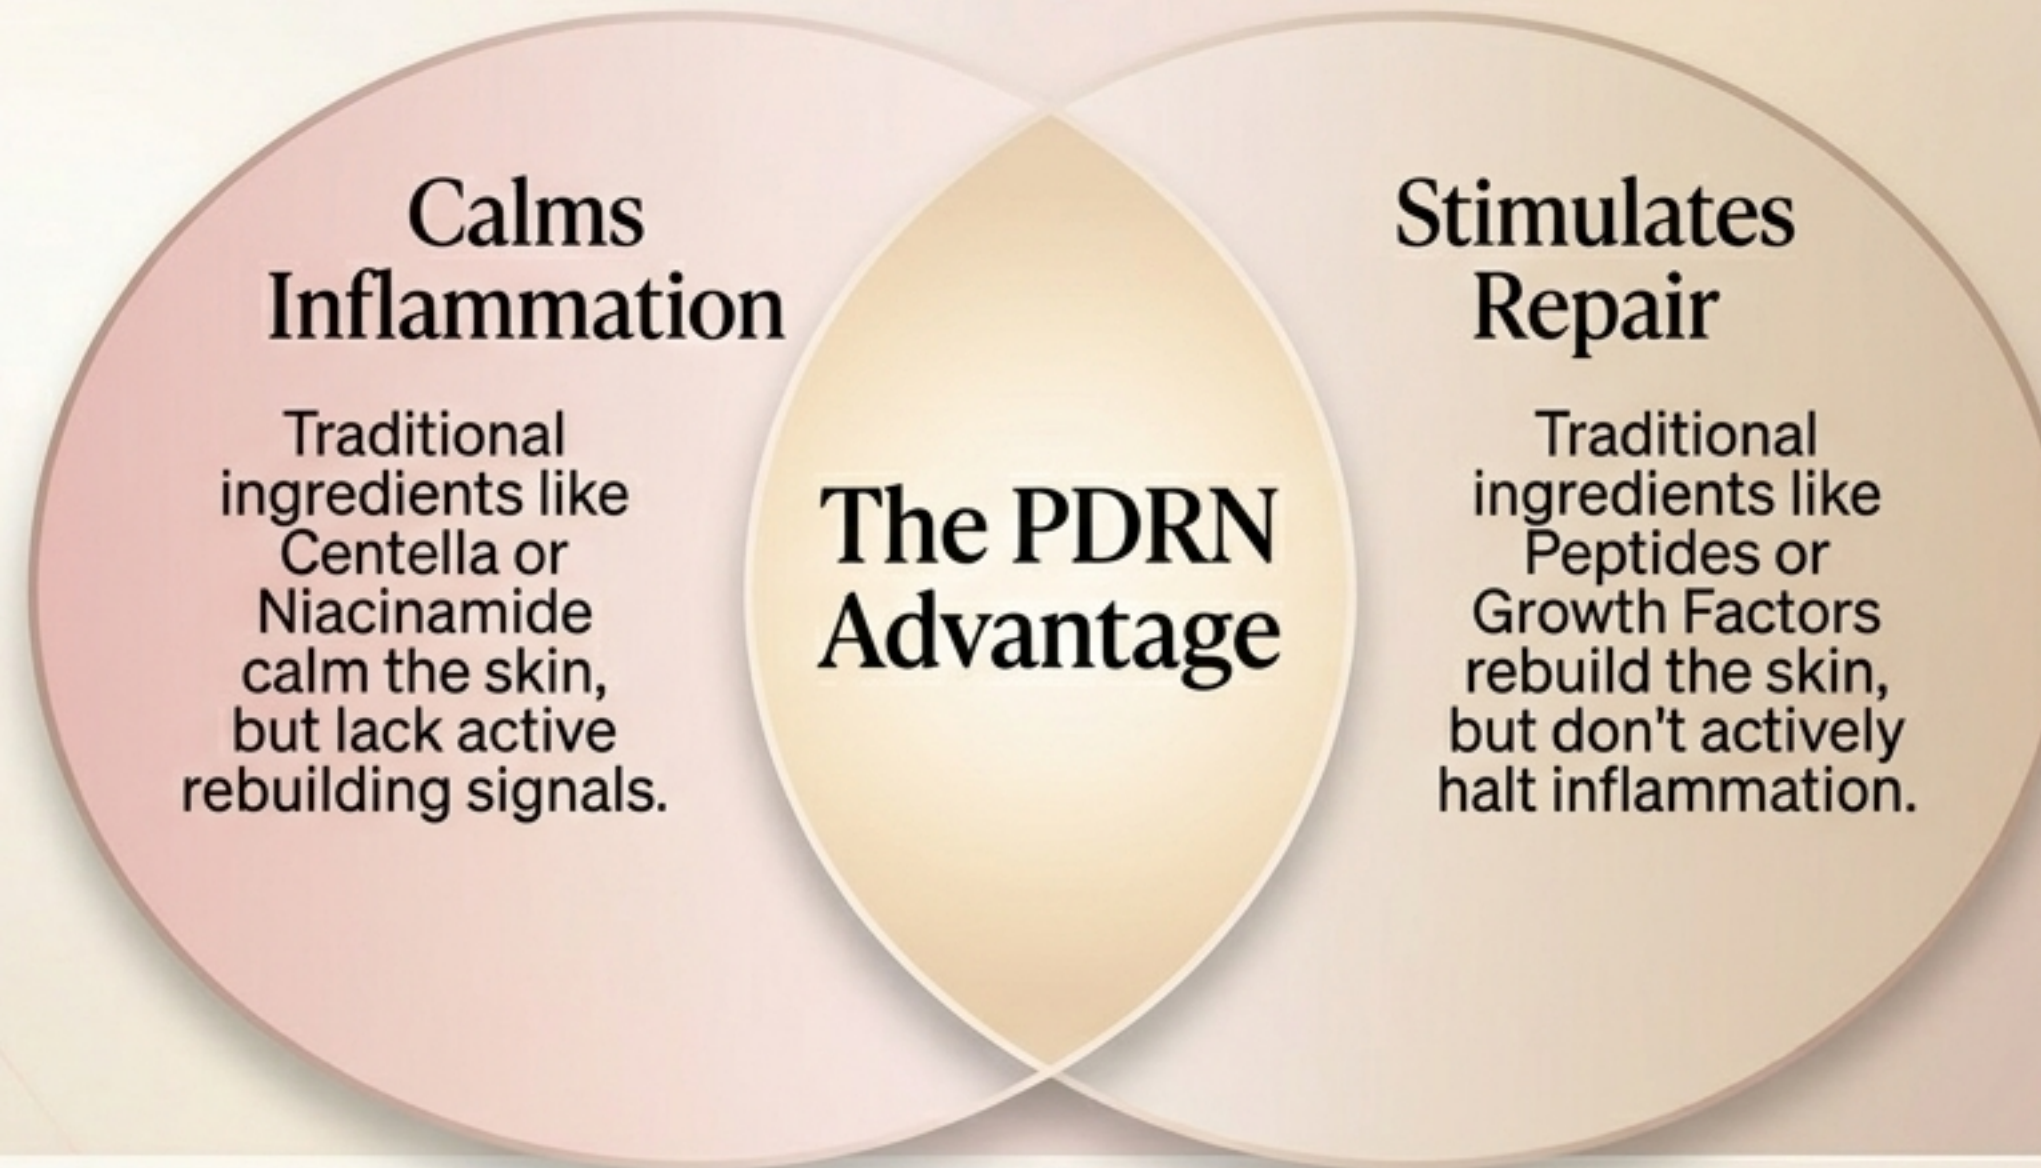 Calms
Inflammation
Traditional
ingredients like
Centella or
Niacinamide
calm the skin,
but lack active
rebuilding signals.
The PDRN
Advantage
Stimulates
Repair
Traditional
ingredients like
Peptides or
Growth Factors
rebuild the skin,
but don't actively
halt inflammation.